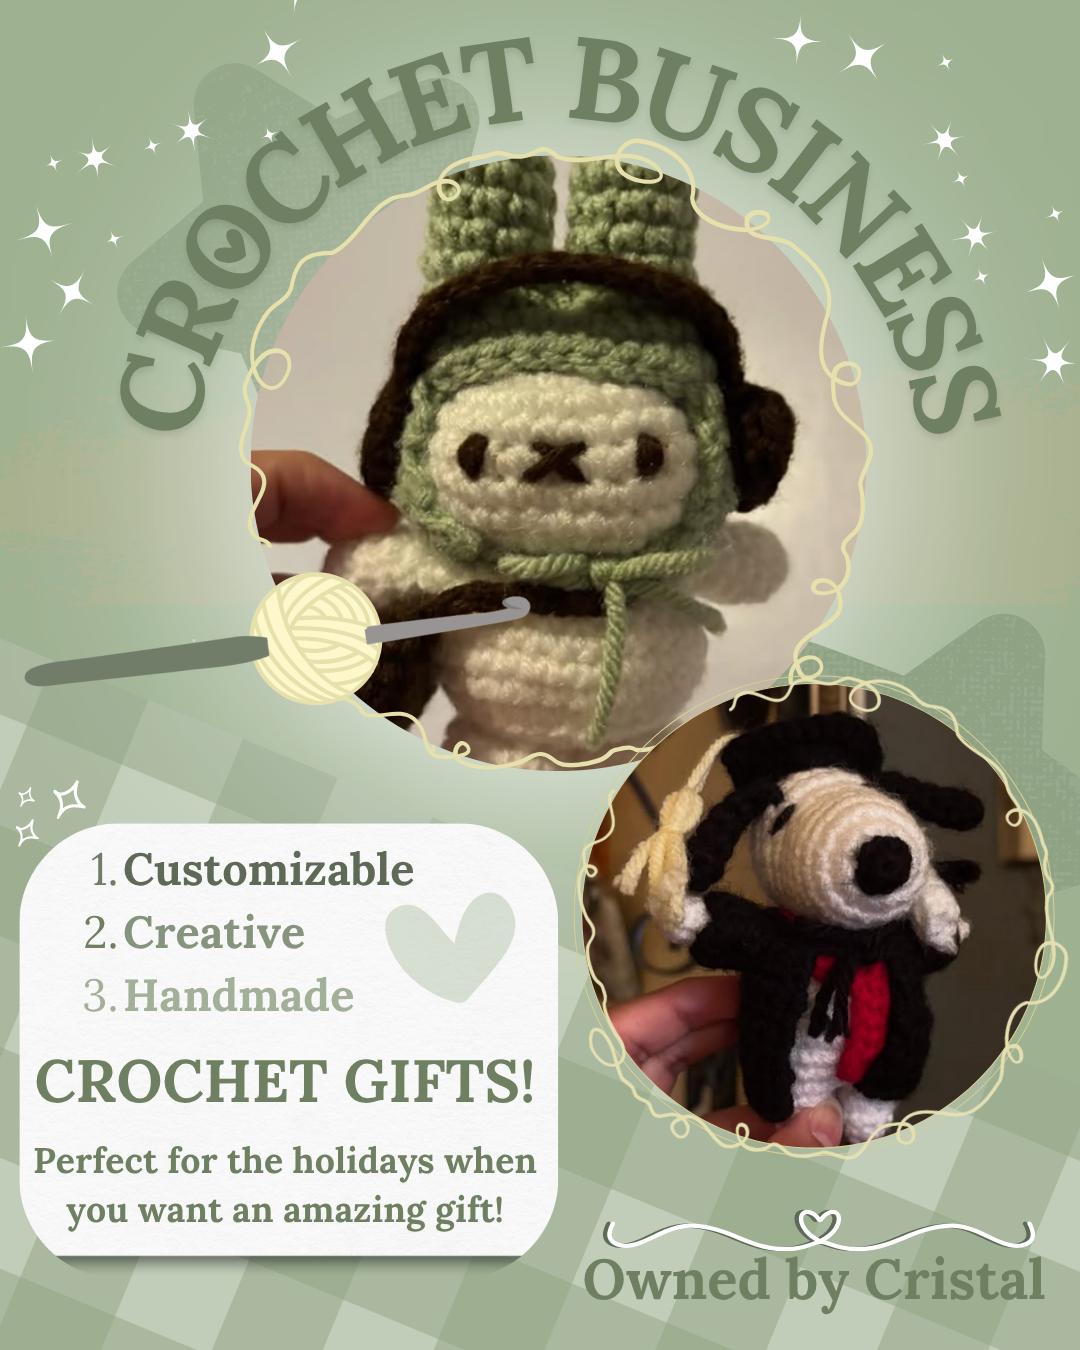 CROCHET BUSINESS
1. Customizable
2. Creative
3. Handmade
CROCHET GIFTS!
Perfect for the holidays when
you want an amazing gift!
Owned by Cristal